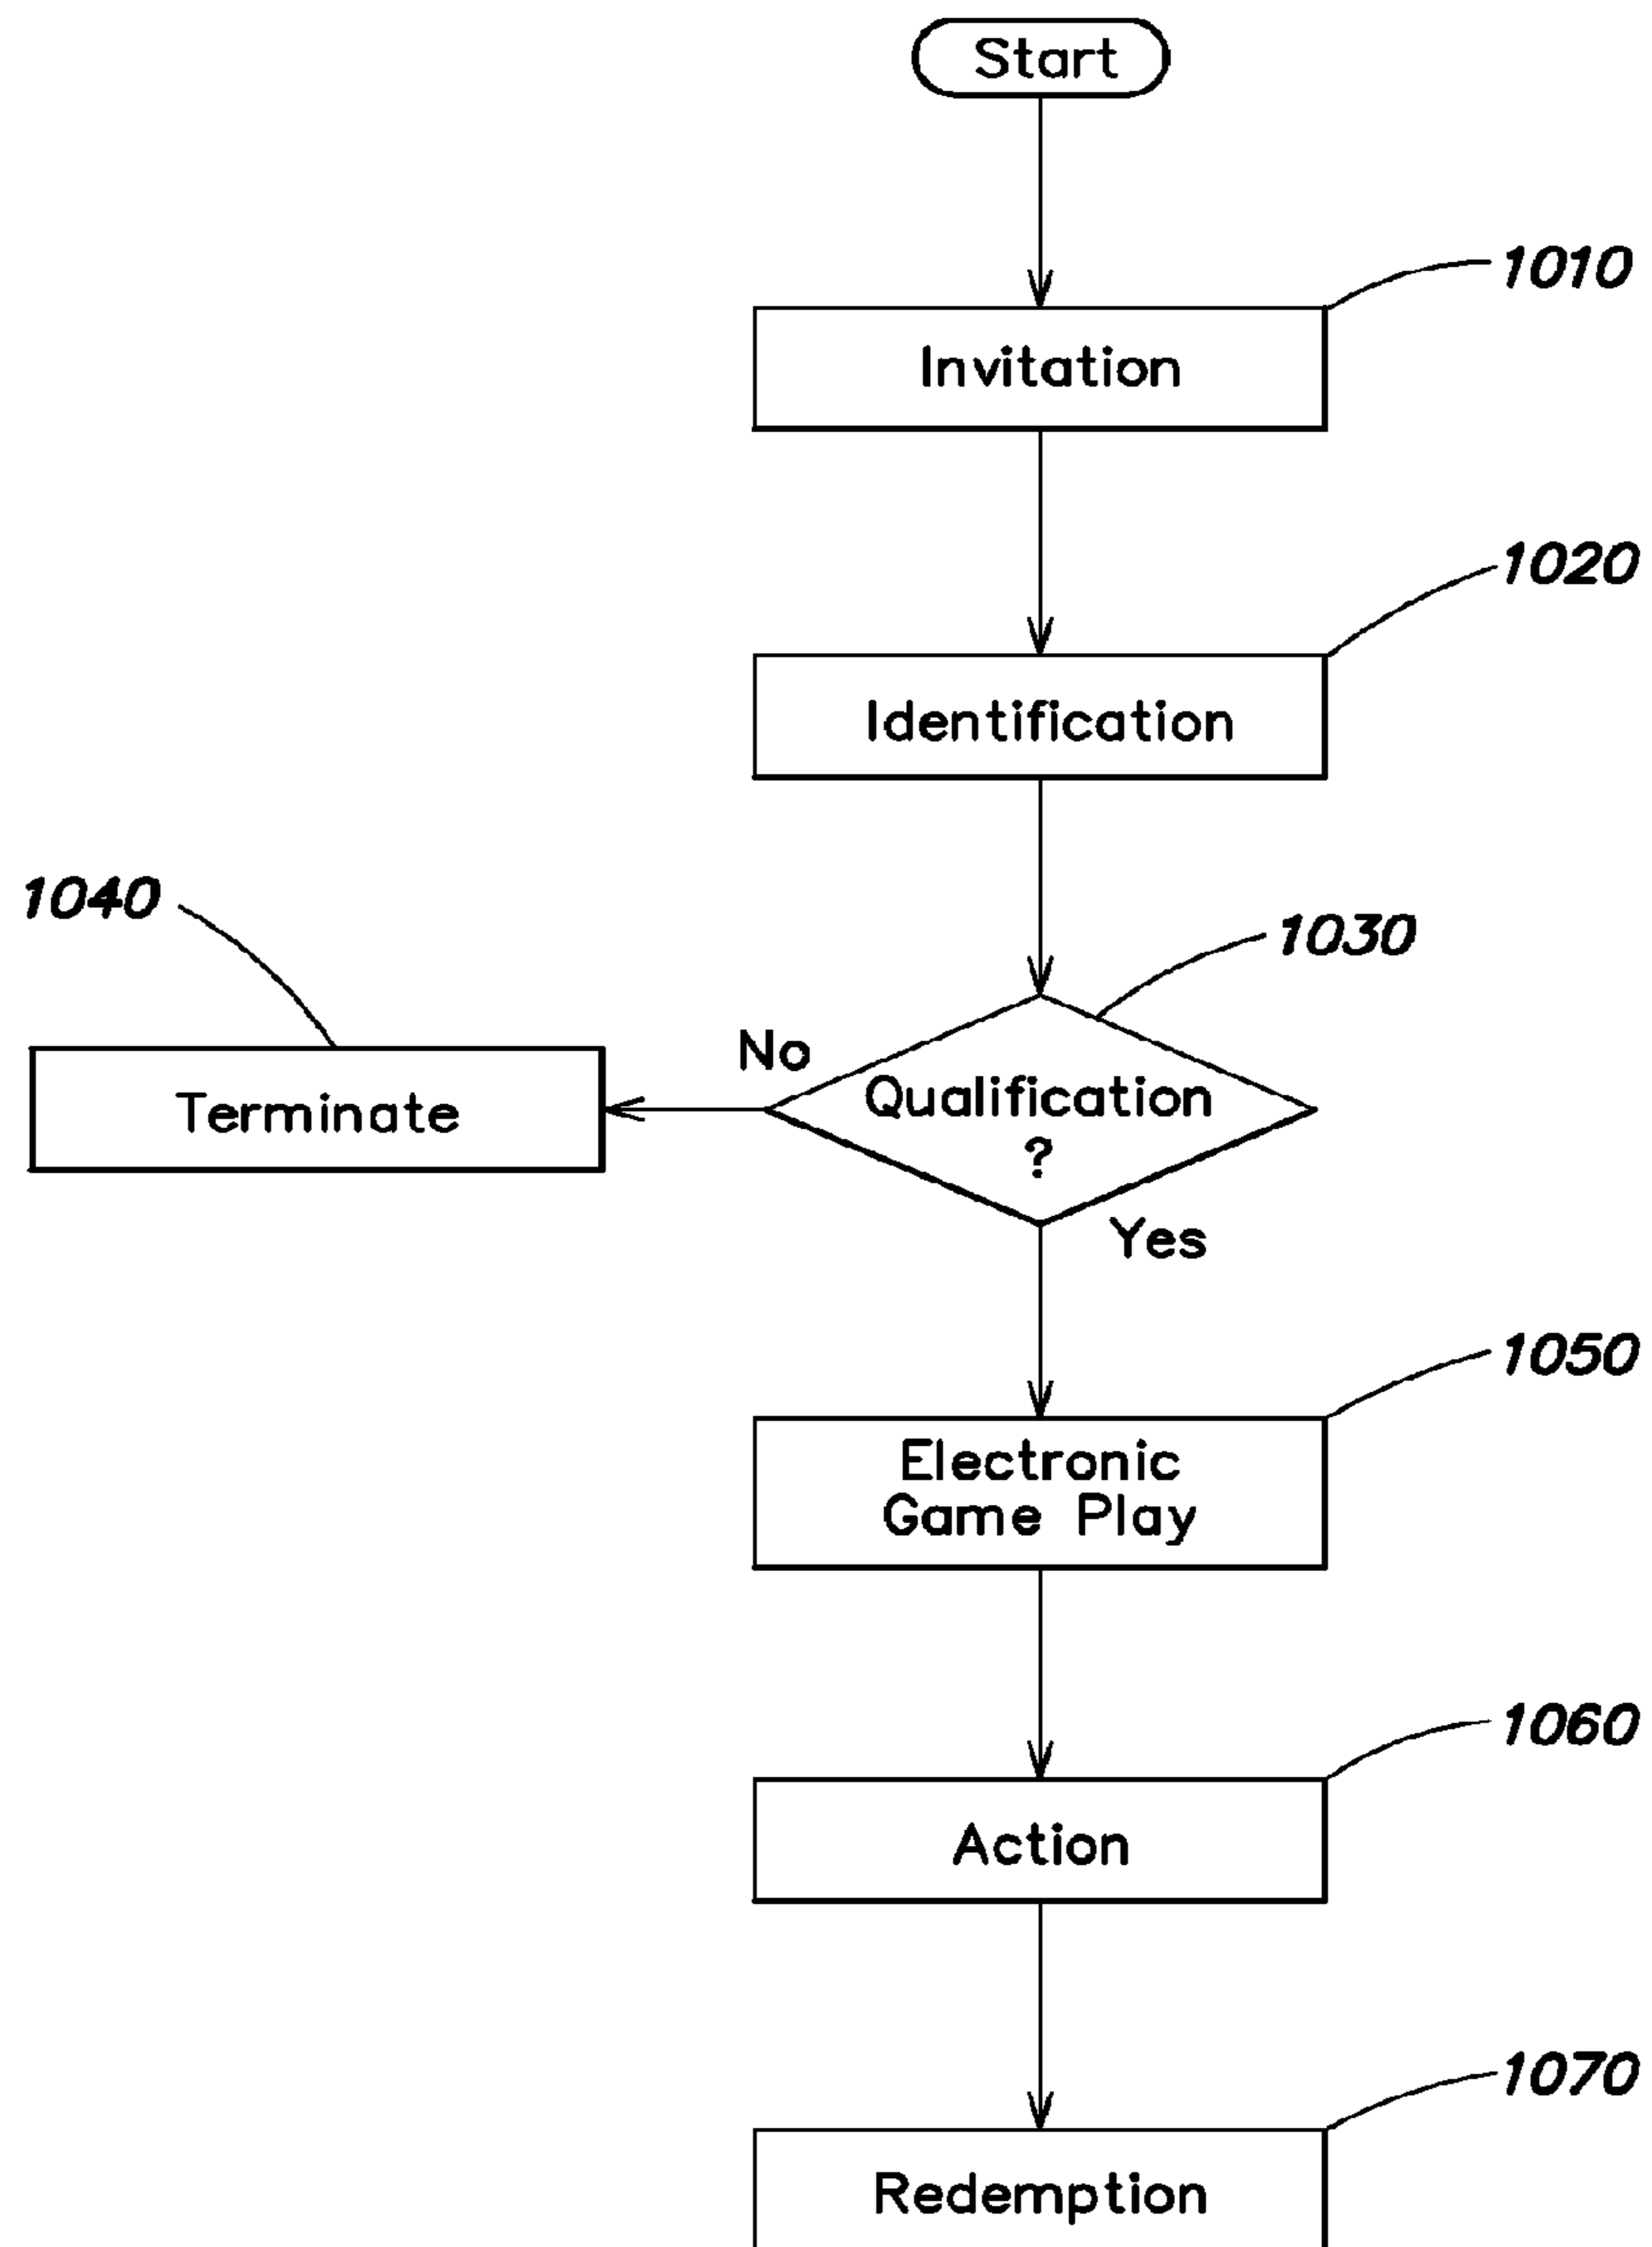 Start
1010
Invitation
1020
Identification
1040
1030
No
Qualification
?
Terminate
Yes
1050
Electronic
Game Play
1060
Action
1070
Redemption